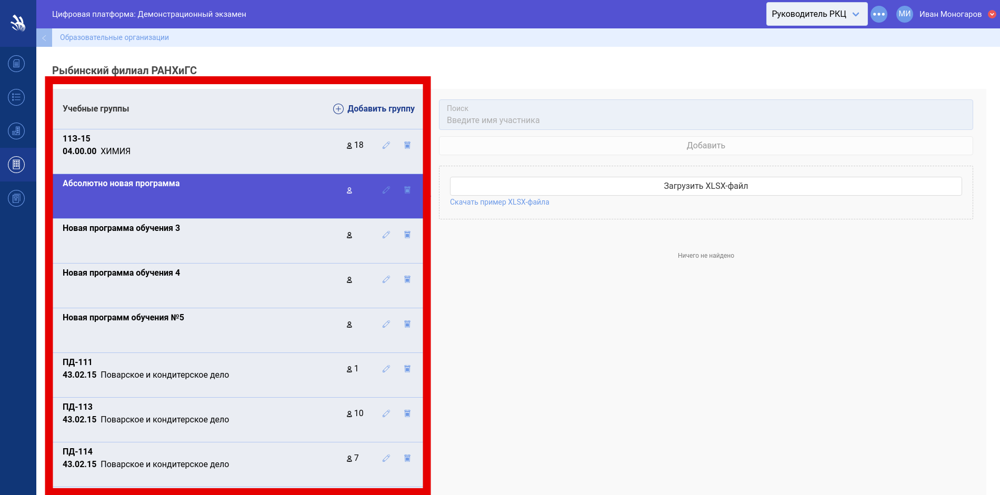 Цифровая платформа: Демонстрационный экзамен
Руководитель РКЦ
МИ
Иван Моногаров
Образовательные организации
Рыбинский филиал РАНХиГС
Учебные группы
Добавить группу
113-15
18
04.00.00 ХИМИЯ
Абсолютно новая программа
Новая программа обучения 3
Новая программа обучения 4
Новая программ обучения №5
ПД-111
1
43.02.15 Поварское и кондитерское дело
ПД-113
10
43.02.15 Поварское и кондитерское дело
ПД-114
7
43.02.15 Поварское и кондитерское дело
Поиск
Введите имя участника
Добавить
Загрузить XLSX-файл
Скачать пример XLSX-файла
Ничего не найдено